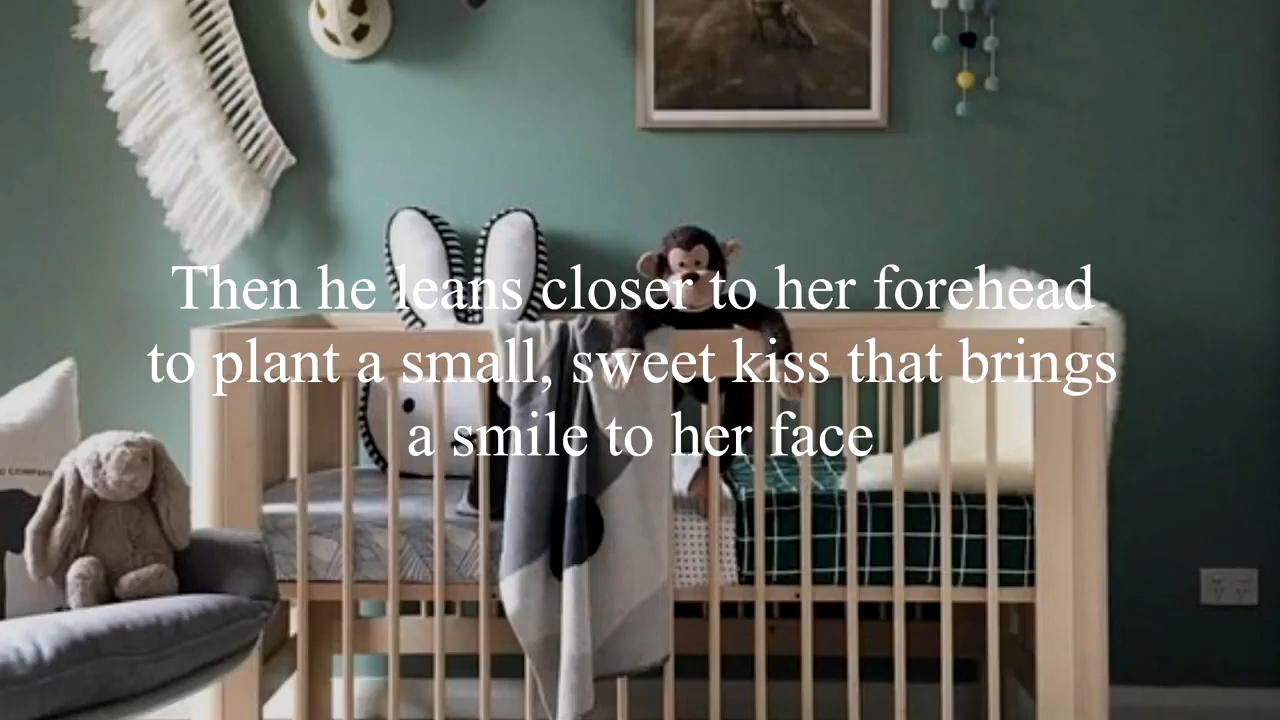 Then he leans closer to her forehead
to plant a small, sweet kiss that brings
a smile to her face